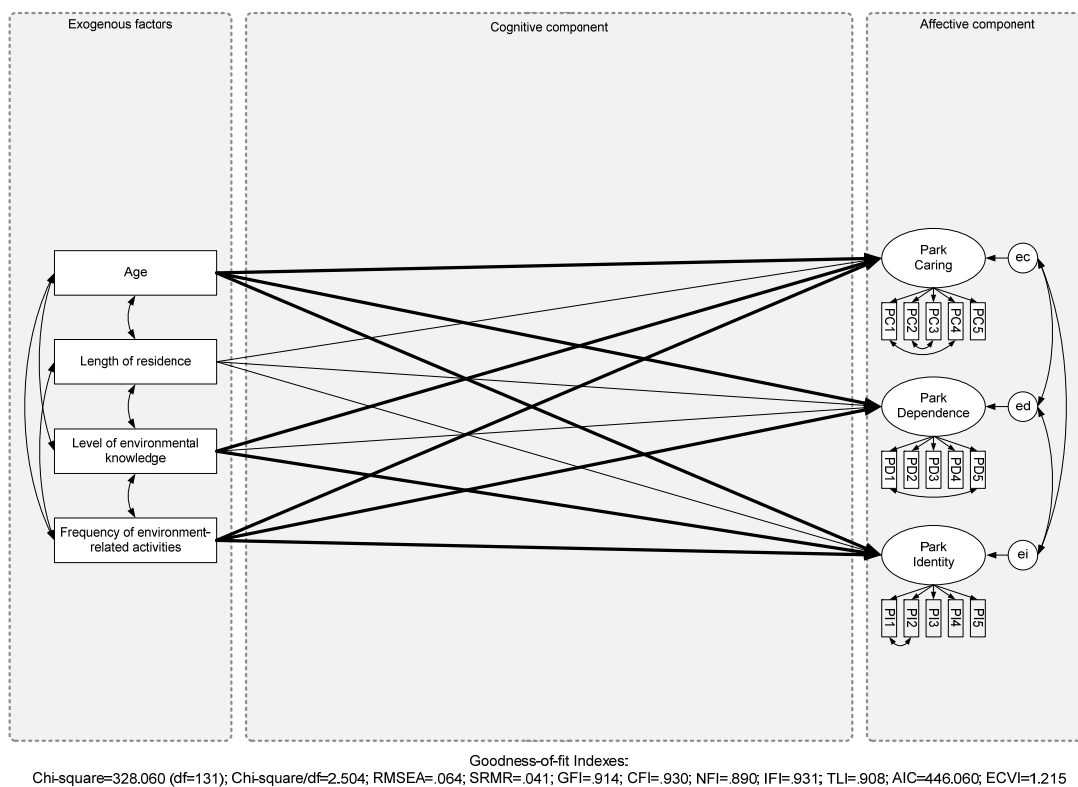 Exogenous factors
Cognitive component
Affective component
Age
Length of residence
Level of environmental
knowledge
Frequency of environment-
related activities
Park
Caring
ec
PC1
PC2
PC3
PC4
PC5
Park
Dependence
ed
PD1
PD2
PD3
PD4
PD5
Park
Identity
ei
PI1
PI2
PI3
PI4
PI5
Goodness-of-fit Indexes:
Chi-square=328.060 (df=131); Chi-square/df=2.504; RMSEA=.064; SRMR=.041; GFI=.914; CFI=.930; NFI=.890; IFI=.931; TLI=.908; AIC=446.060; ECVI=1.215